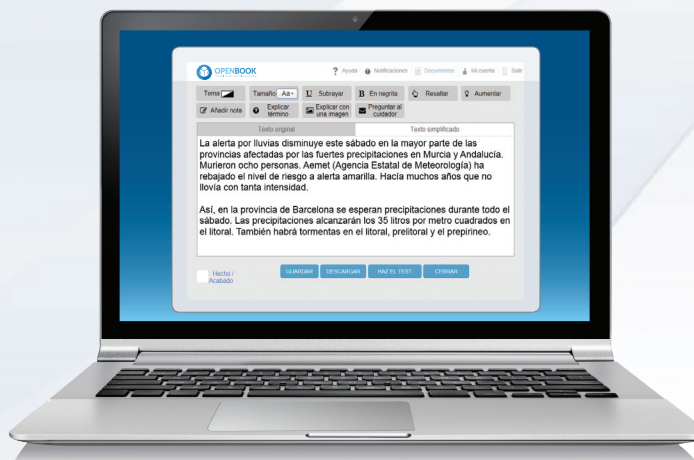 OPENBOOK
? Ayuda Notificaciones Documentos Mi cuenta Salir
Tema Tamaño Aa U Subrayar B En negrita Resaltar Aumentar
Añadir nota Explicar término Explicar con una imagen Preguntar al cuidador
Texto original Texto simplificado
La alerta por lluvias disminuye este sábado en la mayor parte de las
provincias afectadas por las fuertes precipitaciones en Murcia y Andalucía.
Murieron ocho personas. Aemet (Agencia Estatal de Meteorología) ha
rebajado el nivel de riesgo a alerta amarilla. Hacía muchos años que no
llovía con tanta intensidad.
Así, en la provincia de Barcelona se esperan precipitaciones durante todo el
sábado. Las precipitaciones alcanzarán los 35 litros por metro cuadrados en
el litoral. También habrá tormentas en el litoral, prelitoral y el prepirineo.
Hecho /
Acabado
GUARDAR DESCARGAR HAZ EL TEST CERRAR